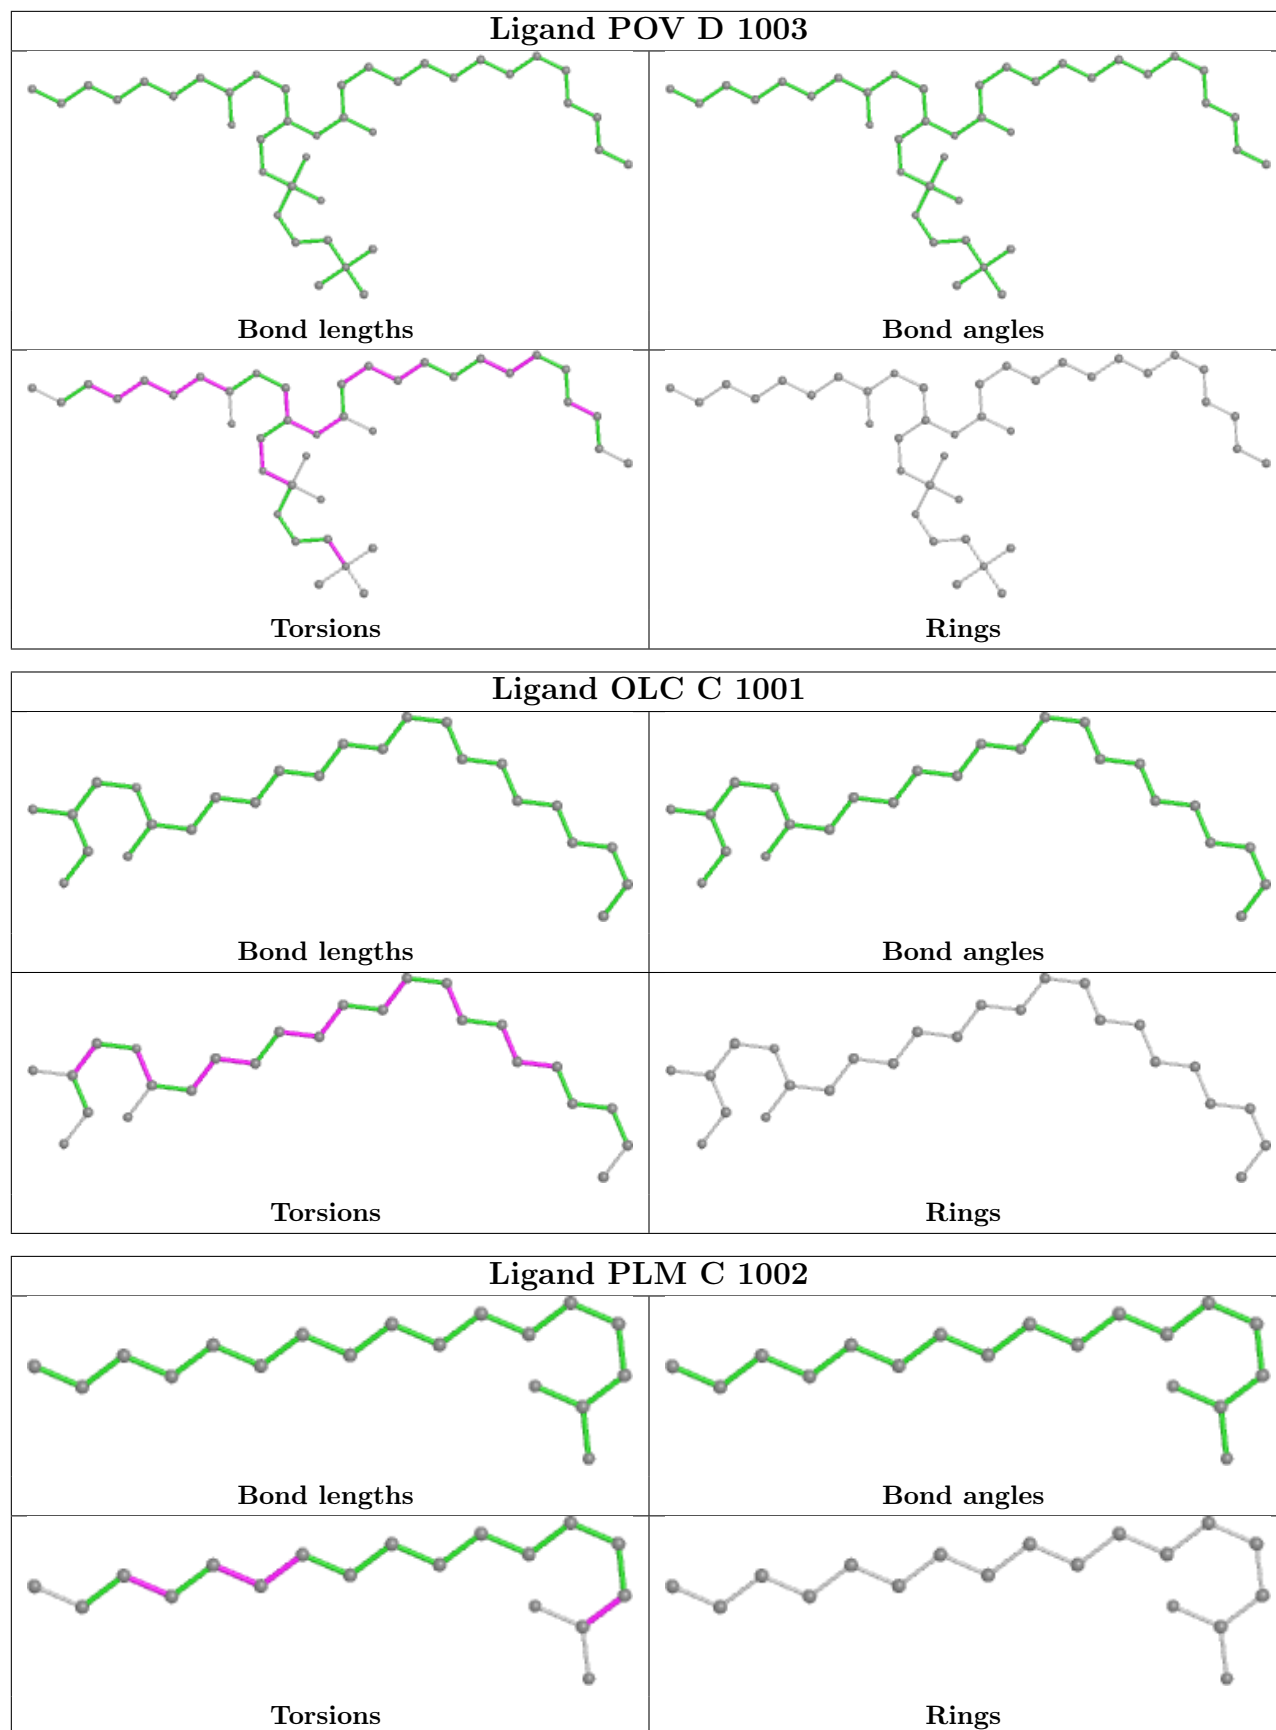 Ligand POV D 1003
Bond lengths
Bond angles
Torsions
Rings
Ligand OLC C 1001
Bond lengths
Bond angles
Torsions
Rings
Ligand PLM C 1002
Bond lengths
Bond angles
Torsions
Rings